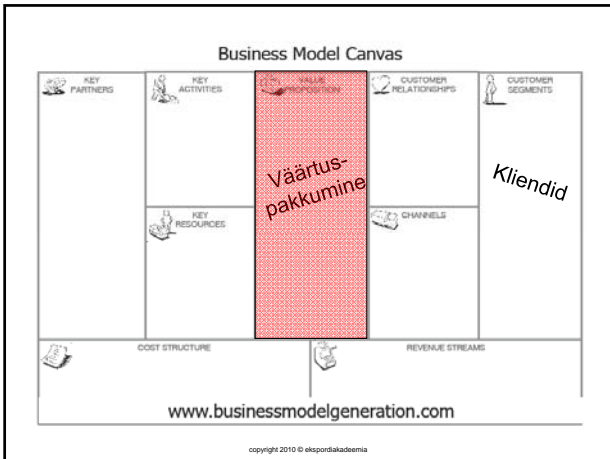 Business Model Canvas
KEY
PARTNERS
KEY
ACTIVITIES
VALUE
PROPOSITION
CUSTOMER
RELATIONSHIPS
CUSTOMER
SEGMENTS
Väärtus-
pakkumine
Kliendid
KEY
RESOURCES
CHANNELS
COST STRUCTURE
REVENUE STREAMS
www.businessmodelgeneration.com
copyright 2010 © ekspordiakadeemia